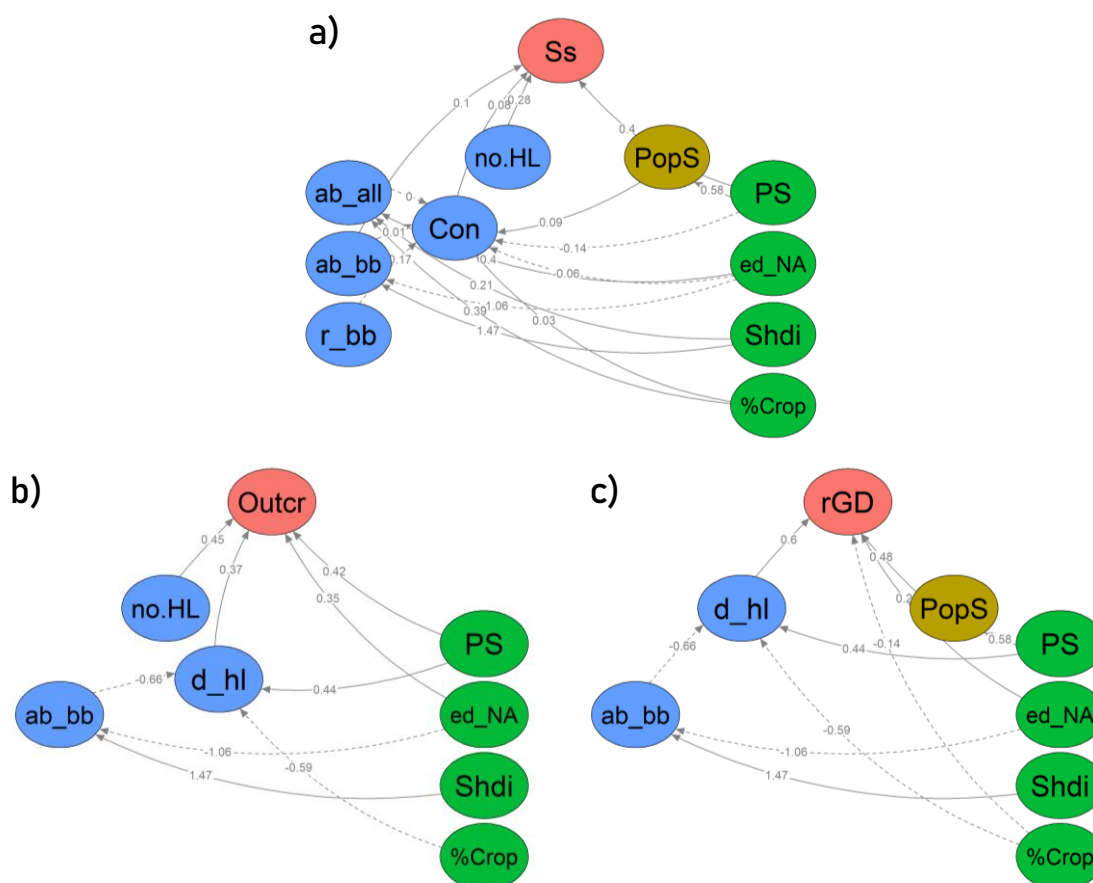 a)
Ss
0.1
0.08
0.28
0.4
no.HL
PopS
ab_all
0
0.58
PS
Con
0.09
0.01
-0.14
ab_bb
0.17
0.4
-0.06
ed_NA
0.21
1.06
r_bb
0.39
0.03
1.47
Shdi
%Crop
b)
Outcr
0.45
0.37
0.42
0.35
no.HL
PS
d_hl
-0.66
0.44
ab_bb
ed_NA
-1.06
-0.59
1.47
Shdi
%Crop
c)
rGD
0.6
0.48
0.2
d_hl
PopS
0.58
-0.14
PS
0.44
-0.66
ab_bb
ed_NA
-0.59
-1.06
1.47
Shdi
%Crop